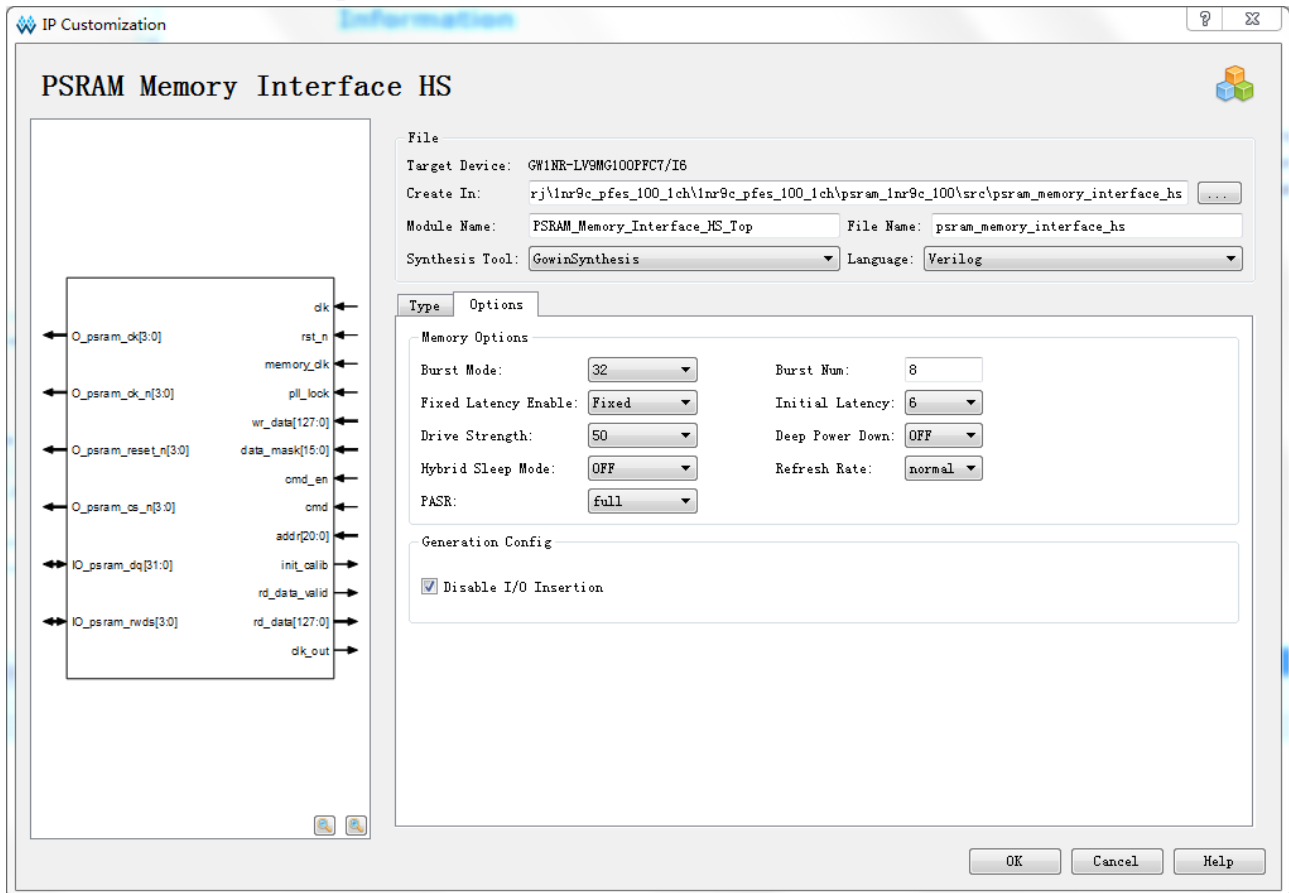 IP Customization
Information
PSRAM Memory Interface HS
File
Target Device: GW1NR-LV9MG100PFC7/I6
Create In: rj\1nr9c_pfes_100_1ch\1nr9c_pfes_100_1ch\psram_1nr9c_100\src\psram_memory_interface_hs ...
Module Name: PSRAM_Memory_Interface_HS_Top File Name: psram_memory_interface_hs
Synthesis Tool: GowinSynthesis Language: Verilog
Type Options
Memory Options
Burst Mode: 32 Burst Num: 8
Fixed Latency Enable: Fixed Initial Latency: 6
Drive Strength: 50 Deep Power Down: OFF
Hybrid Sleep Mode: OFF Refresh Rate: normal
PASR: full
Generation Config
Disable I/O Insertion
clk
O_psram_ck[3:0] rst_n
memory_clk
O_psram_ck_n[3:0] pll_lock
wr_data[127:0]
O_psram_reset_n[3:0] data_mask[15:0]
cmd_en
O_psram_cs_n[3:0] cmd
addr[20:0]
IO_psram_dq[31:0] init_calib
rd_data_valid
IO_psram_rwds[3:0] rd_data[127:0]
clk_out
OK Cancel Help